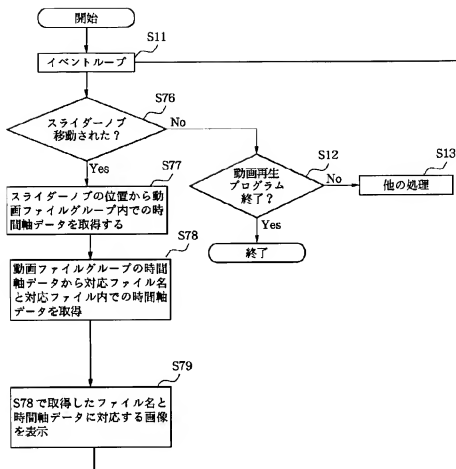 開始
S11
イベントループ
S76
スライダーノブ
移動された？
No
Yes
S77
スライダーノブの位置から動
画ファイルグループ内での時
間軸データを取得する
S78
動画ファイルグループの時間
軸データから対応ファイル名
と対応ファイル内での時間軸
データを取得
S79
S78で取得したファイル名と
時間軸データに対応する画像
を表示
S12
動画再生
プログラム
終了？
No
Yes
S13
他の処理
終了